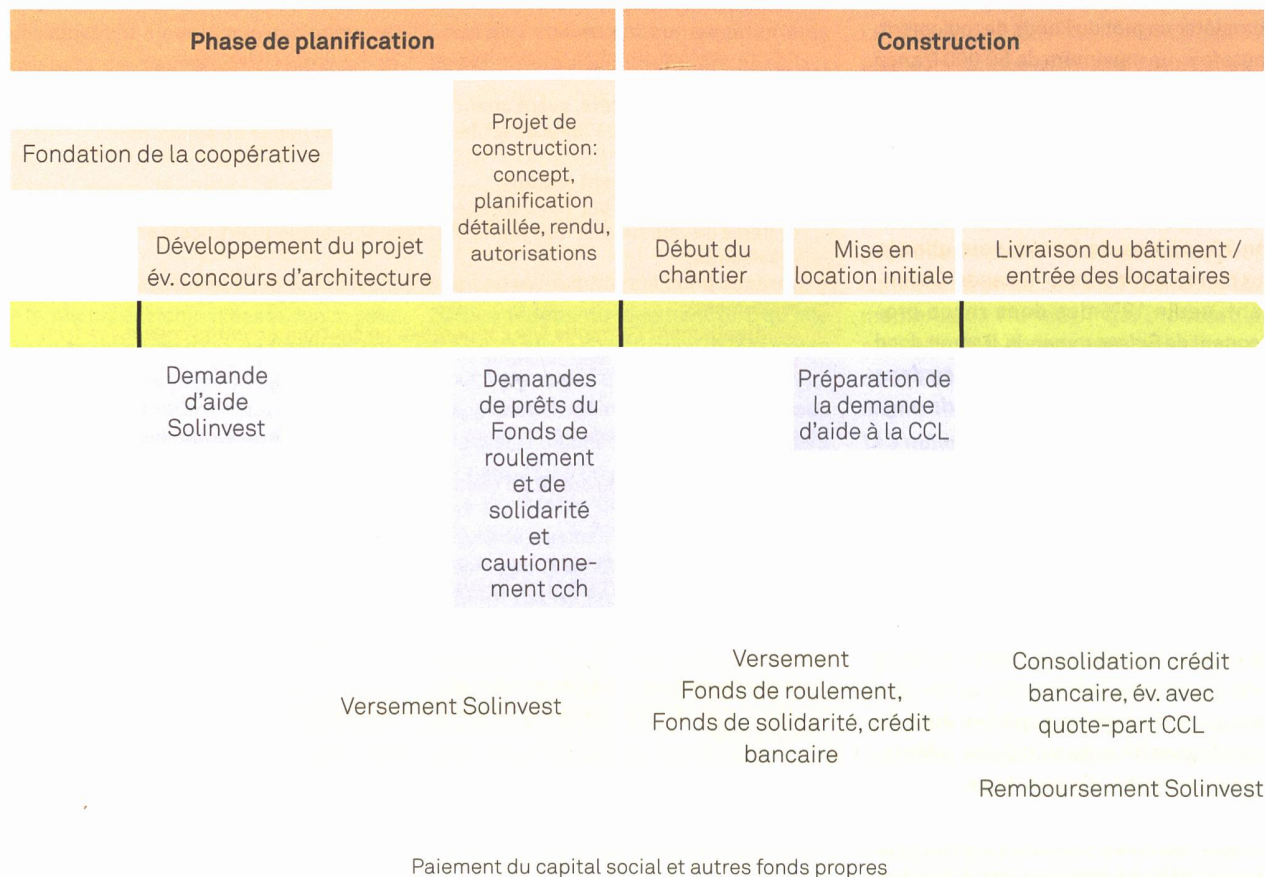 Phase de planification
Construction
Fondation de la coopérative
Projet de
construction:
concept,
planification
détaillée, rendu,
autorisations
Développement du projet
év. concours d'architecture
Début du
chantier
Mise en
location initiale
Livraison du bâtiment /
entrée des locataires
Demande
d'aide
Solinvest
Demandes
de prêts du
Fonds de
roulement
et de
solidarité
et
cautionne-
ment cch
Préparation de
la demande
d'aide à la CCL
Versement Solinvest
Versement
Fonds de roulement,
Fonds de solidarité, crédit
bancaire
Consolidation crédit
bancaire, év. avec
quote-part CCL
Remboursement Solinvest
Paiement du capital social et autres fonds propres